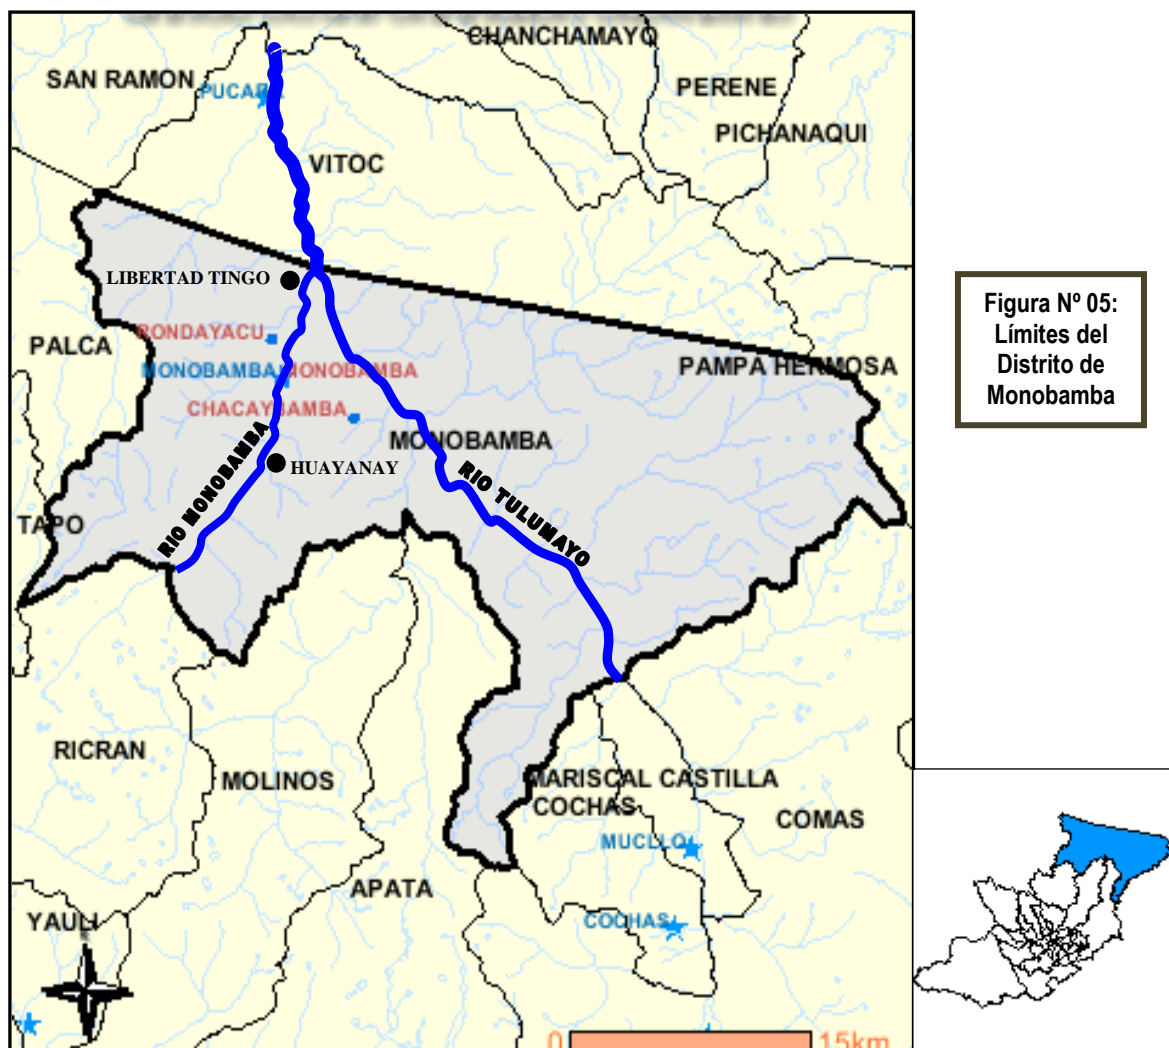 CHANCHAMAYO
SAN RAMON
PERENE
PUCARA
PICHANAQUI
VITOC
LIBERTAD TINGO
Figura Nº 05:
Límites del
Distrito de
Monobamba
RONDAYACU
PALCA
PAMPA HERMOSA
MONOBAMBA
MONOBAMBA
CHACAYBAMBA
MONOBAMBA
RIO MONOBAMBA
HUAYANAY
RIO TULUMAYO
TAPO
RICRAN
MOLINOS
MARISCAL CASTILLA
COCHAS
COMAS
MUCLLO
APATA
YAULI
COCHAS
0
15km